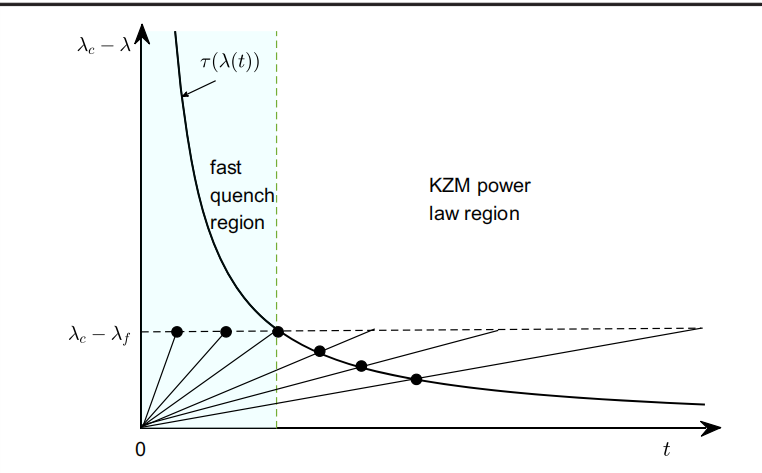 λ_c − λ
τ(λ(t))
fast
quench
region
KZM power
law region
λ_c − λ_f
0
t